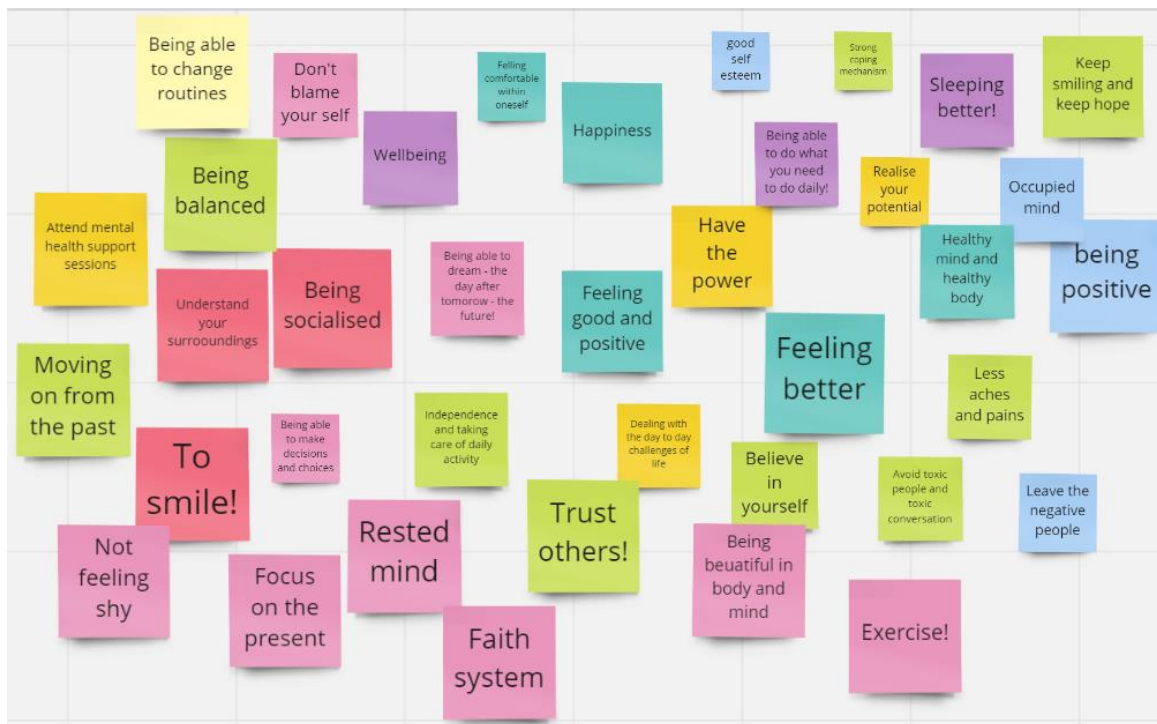 Being able
to change
routines
Don't
blame
your self
Felling
comfortable
within
oneself
good
self
esteem
Strong
coping
mechanism
Keep
smiling and
keep hope
Sleeping
better!
Happiness
Wellbeing
Being able
to do what
you need
to do daily!
Being
balanced
Realise
your
potential
Occupied
mind
Attend mental
health support
sessions
Have
the
power
Healthy
mind and
healthy
body
being
positive
Understand
your
surrooundings
Being
socialised
Being able to
dream - the
day after
tomorow - the
future!
Feeling
good and
positive
Feeling
better
Moving
on from
the past
Less
aches
and pains
To
smile!
Being able
to make
decisions
and choices
Independence
and taking
care of daily
activity
Dealing with
the day to day
challenges of
life
Believe
in
yourself
Avoid toxic
people and
toxic
conversation
Leave the
negative
people
Not
feeling
shy
Focus
on the
present
Rested
mind
Trust
others!
Being
beuatiful in
body and
mind
Faith
system
Exercise!